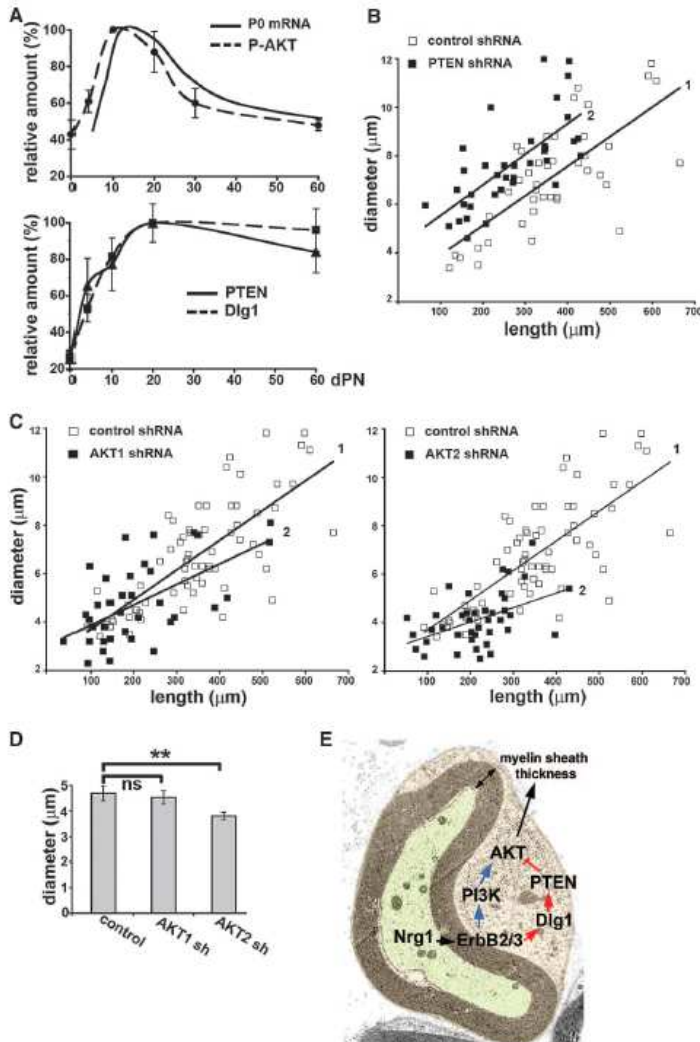 A
relative amount (%)
100
80
60
40
20
P0 mRNA
P-AKT
0 10 20 30 40 50 60
relative amount (%)
100
80
60
40
20
PTEN
Dlg1
10 20 30 40 50 60 dPN
B
diameter (μm)
12
10
8
6
4
2
control shRNA
PTEN shRNA
1
2
0 100 200 300 400 500 600 700
length (μm)
C
diameter (μm)
12
10
8
6
4
2
control shRNA
AKT1 shRNA
1
2
0 100 200 300 400 500 600 700
length (μm)
12
10
8
6
4
2
control shRNA
AKT2 shRNA
1
2
0 100 200 300 400 500 600 700
length (μm)
D
diameter (μm)
5
4
3
2
1
0
**
ns
control
AKT1 sh
AKT2 sh
E
myelin sheath
thickness
AKT
PTEN
PI3K
Dlg1
Nrg1
ErbB2/3